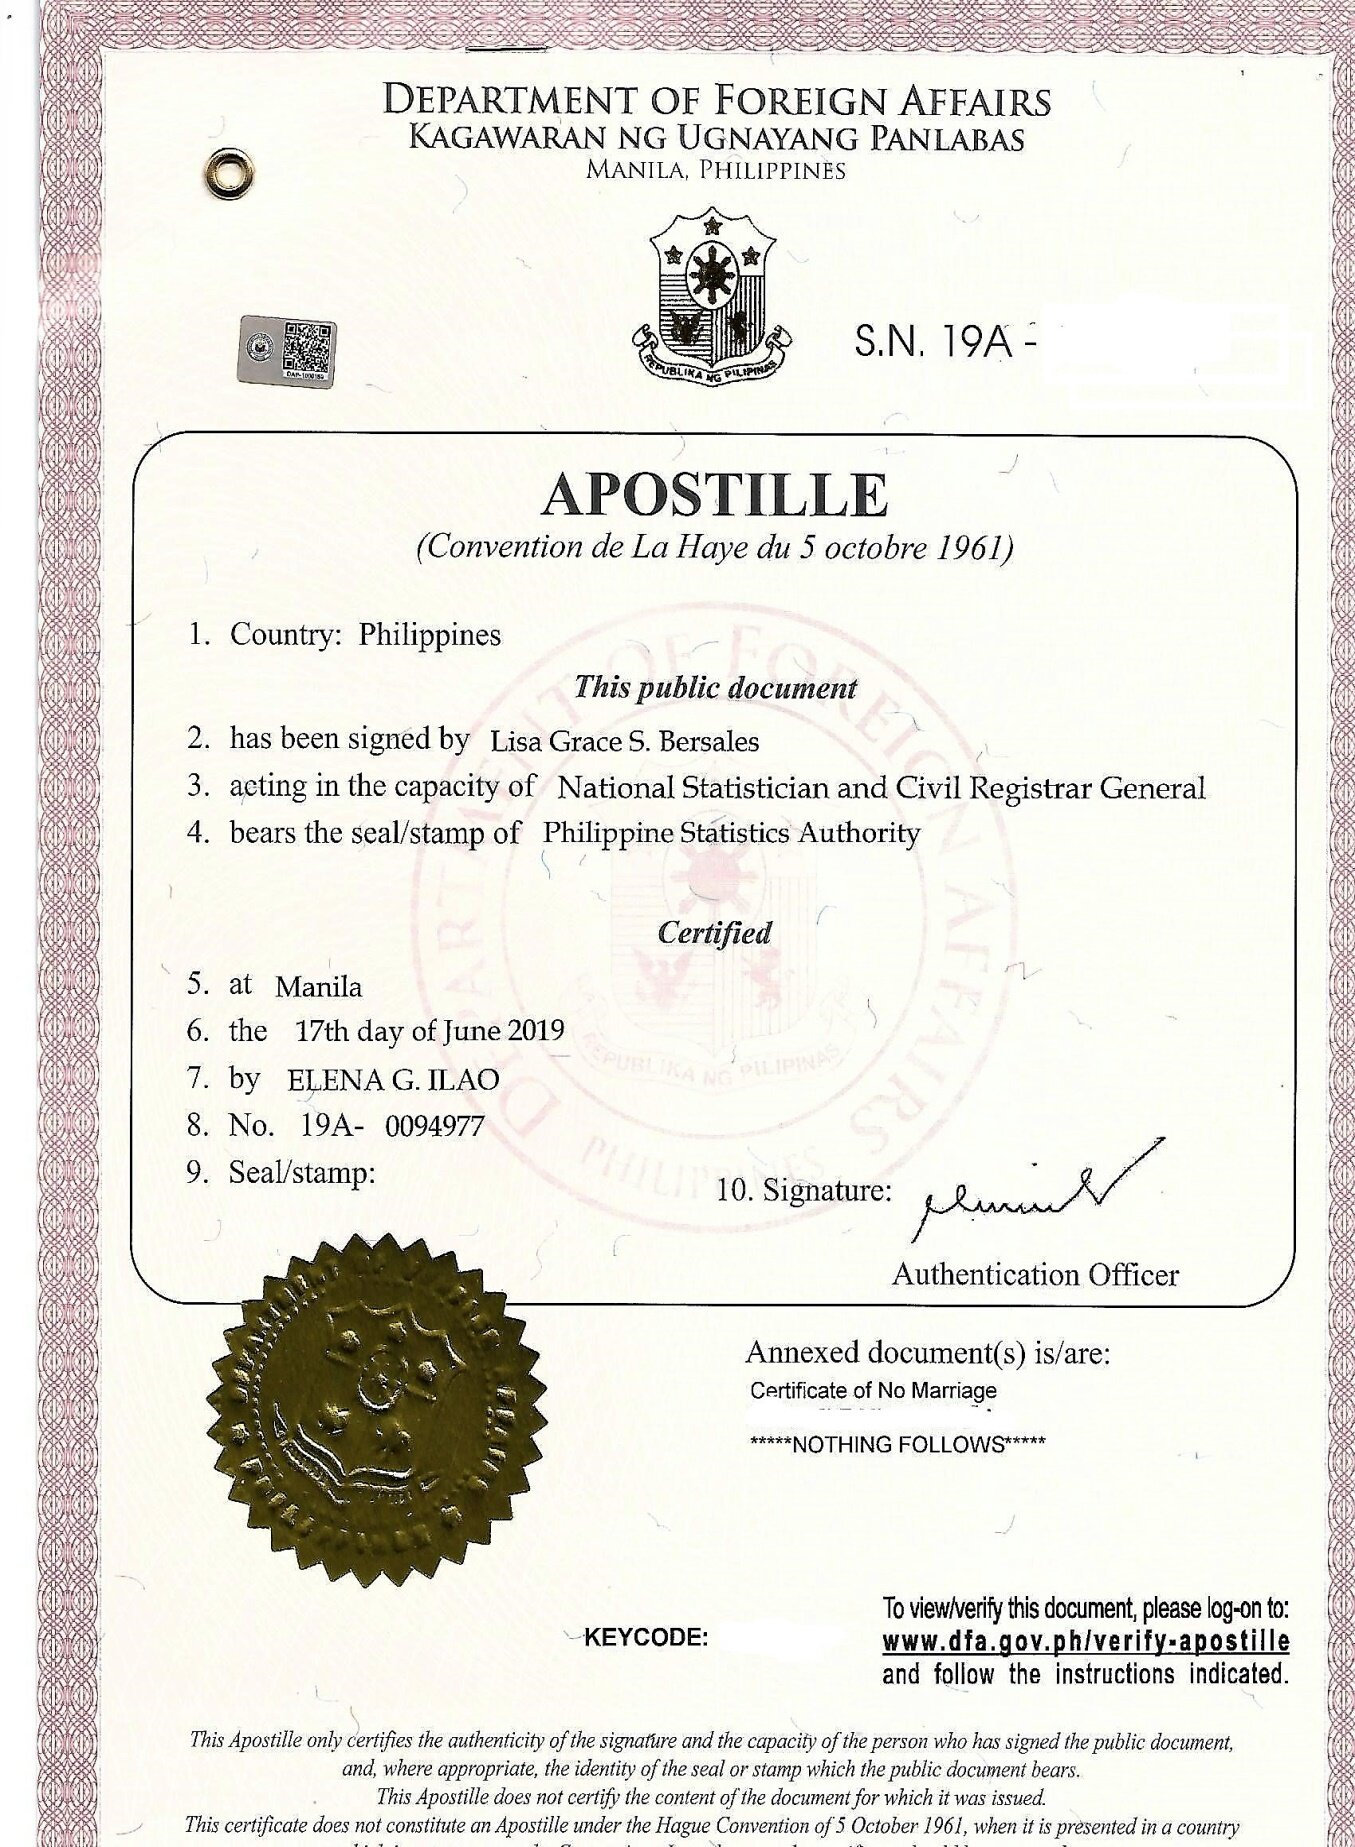 DEPARTMENT OF FOREIGN AFFAIRS
KAGAWARAN NG UGNAYANG PANLABAS
MANILA, PHILIPPINES
REPUBLIKA NG PILIPINAS
S.N. 19A -
APOSTILLE
(Convention de La Haye du 5 octobre 1961)
1. Country: Philippines
This public document
2. has been signed by Lisa Grace S. Bersales
3. acting in the capacity of National Statistician and Civil Registrar General
4. bears the seal/stamp of Philippine Statistics Authority
Certified
5. at Manila
6. the 17th day of June 2019
7. by ELENA G. ILAO
8. No. 19A- 0094977
9. Seal/stamp:
10. Signature:
Authentication Officer
DEPARTMENT OF FOREIGN AFFAIRS
REPUBLIKA NG PILIPINAS
PHILIPPINES
Annexed document(s) is/are:
Certificate of No Marriage
*****NOTHING FOLLOWS*****
To view/verify this document, please log-on to:
KEYCODE:
www.dfa.gov.ph/verify-apostille
and follow the instructions indicated.
This Apostille only certifies the authenticity of the signature and the capacity of the person who has signed the public document,
and, where appropriate, the identity of the seal or stamp which the public document bears.
This Apostille does not certify the content of the document for which it was issued.
This certificate does not constitute an Apostille under the Hague Convention of 5 October 1961, when it is presented in a country